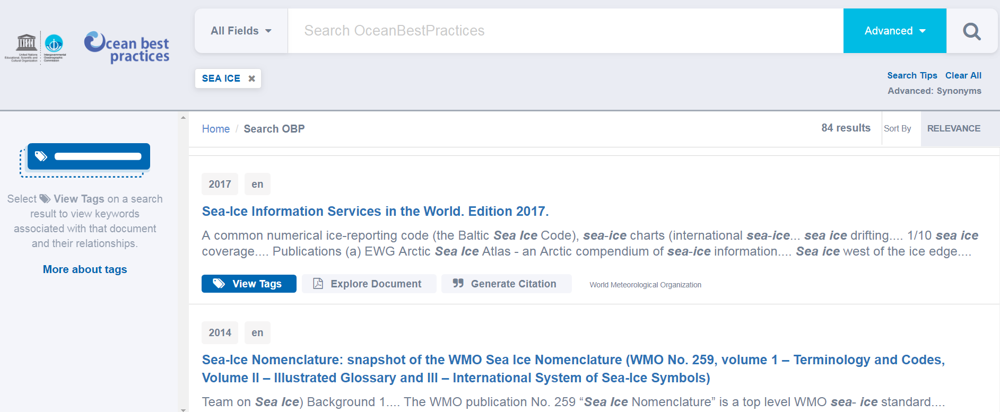 United Nations
Educational, Scientific and
Cultural Organization
Intergovernmental
Oceanographic
Commission
Ocean best
practices
All Fields
Search OceanBestPractices
Advanced
SEA ICE
Search Tips Clear All
Advanced: Synonyms
Home / Search OBP
84 results
Sort By
RELEVANCE
Select View Tags on a search
result to view keywords
associated with that document
and their relationships.
More about tags
2017 en
Sea-Ice Information Services in the World. Edition 2017.
A common numerical ice-reporting code (the Baltic Sea Ice Code), sea-ice charts (international sea-ice... sea ice drifting.... 1/10 sea ice
coverage.... Publications (a) EWG Arctic Sea Ice Atlas - an Arctic compendium of sea-ice information.... Sea ice west of the ice edge....
View Tags
Explore Document
Generate Citation
World Meteorological Organization
2014 en
Sea-Ice Nomenclature: snapshot of the WMO Sea Ice Nomenclature (WMO No. 259, volume 1 – Terminology and Codes,
Volume II – Illustrated Glossary and III – International System of Sea-Ice Symbols)
Team on Sea Ice) Background 1.... The WMO publication No. 259 “Sea Ice Nomenclature” is a top level WMO sea- ice standard....